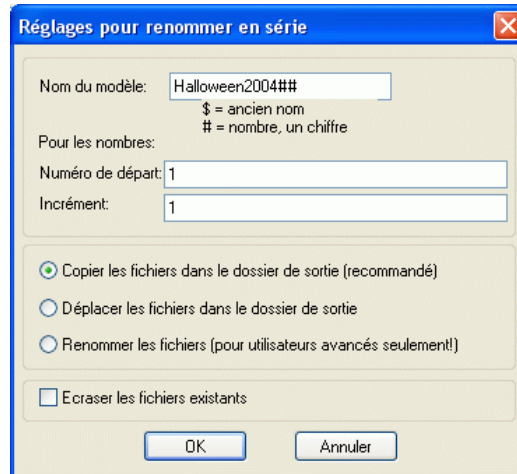 Réglages pour renommer en série
Nom du modèle: Halloween2004##
$ = ancien nom
# = nombre, un chiffre
Pour les nombres:
Numéro de départ: 1
Incrément: 1
Copier les fichiers dans le dossier de sortie (recommandé)
Déplacer les fichiers dans le dossier de sortie
Renommer les fichiers (pour utilisateurs avancés seulement!)
Ecraser les fichiers existants
OK Annuler